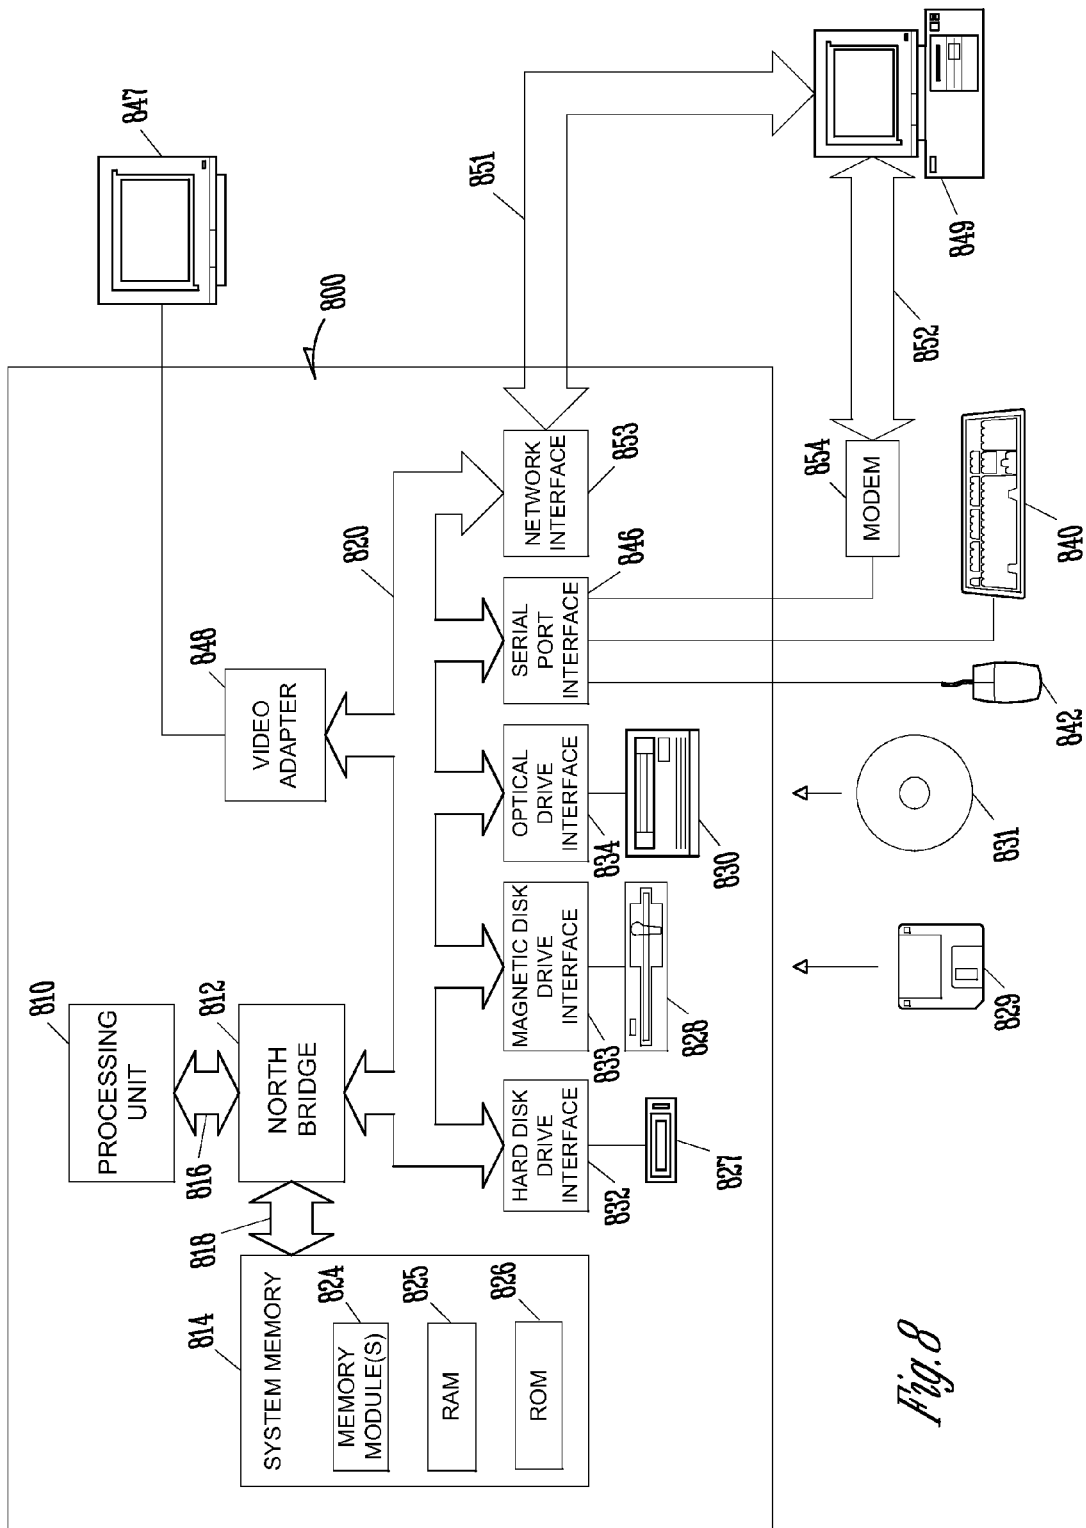 800
810
PROCESSING
UNIT
816
812
NORTH
BRIDGE
818
814
SYSTEM MEMORY
824
MEMORY
MODULE(S)
825
RAM
826
ROM
848
VIDEO
ADAPTER
847
820
832
HARD DISK
DRIVE
INTERFACE
827
833
MAGNETIC DISK
DRIVE
INTERFACE
828
834
OPTICAL
DRIVE
INTERFACE
830
846
SERIAL
PORT
INTERFACE
853
NETWORK
INTERFACE
851
829
831
842
840
854
MODEM
852
849
Fig. 8